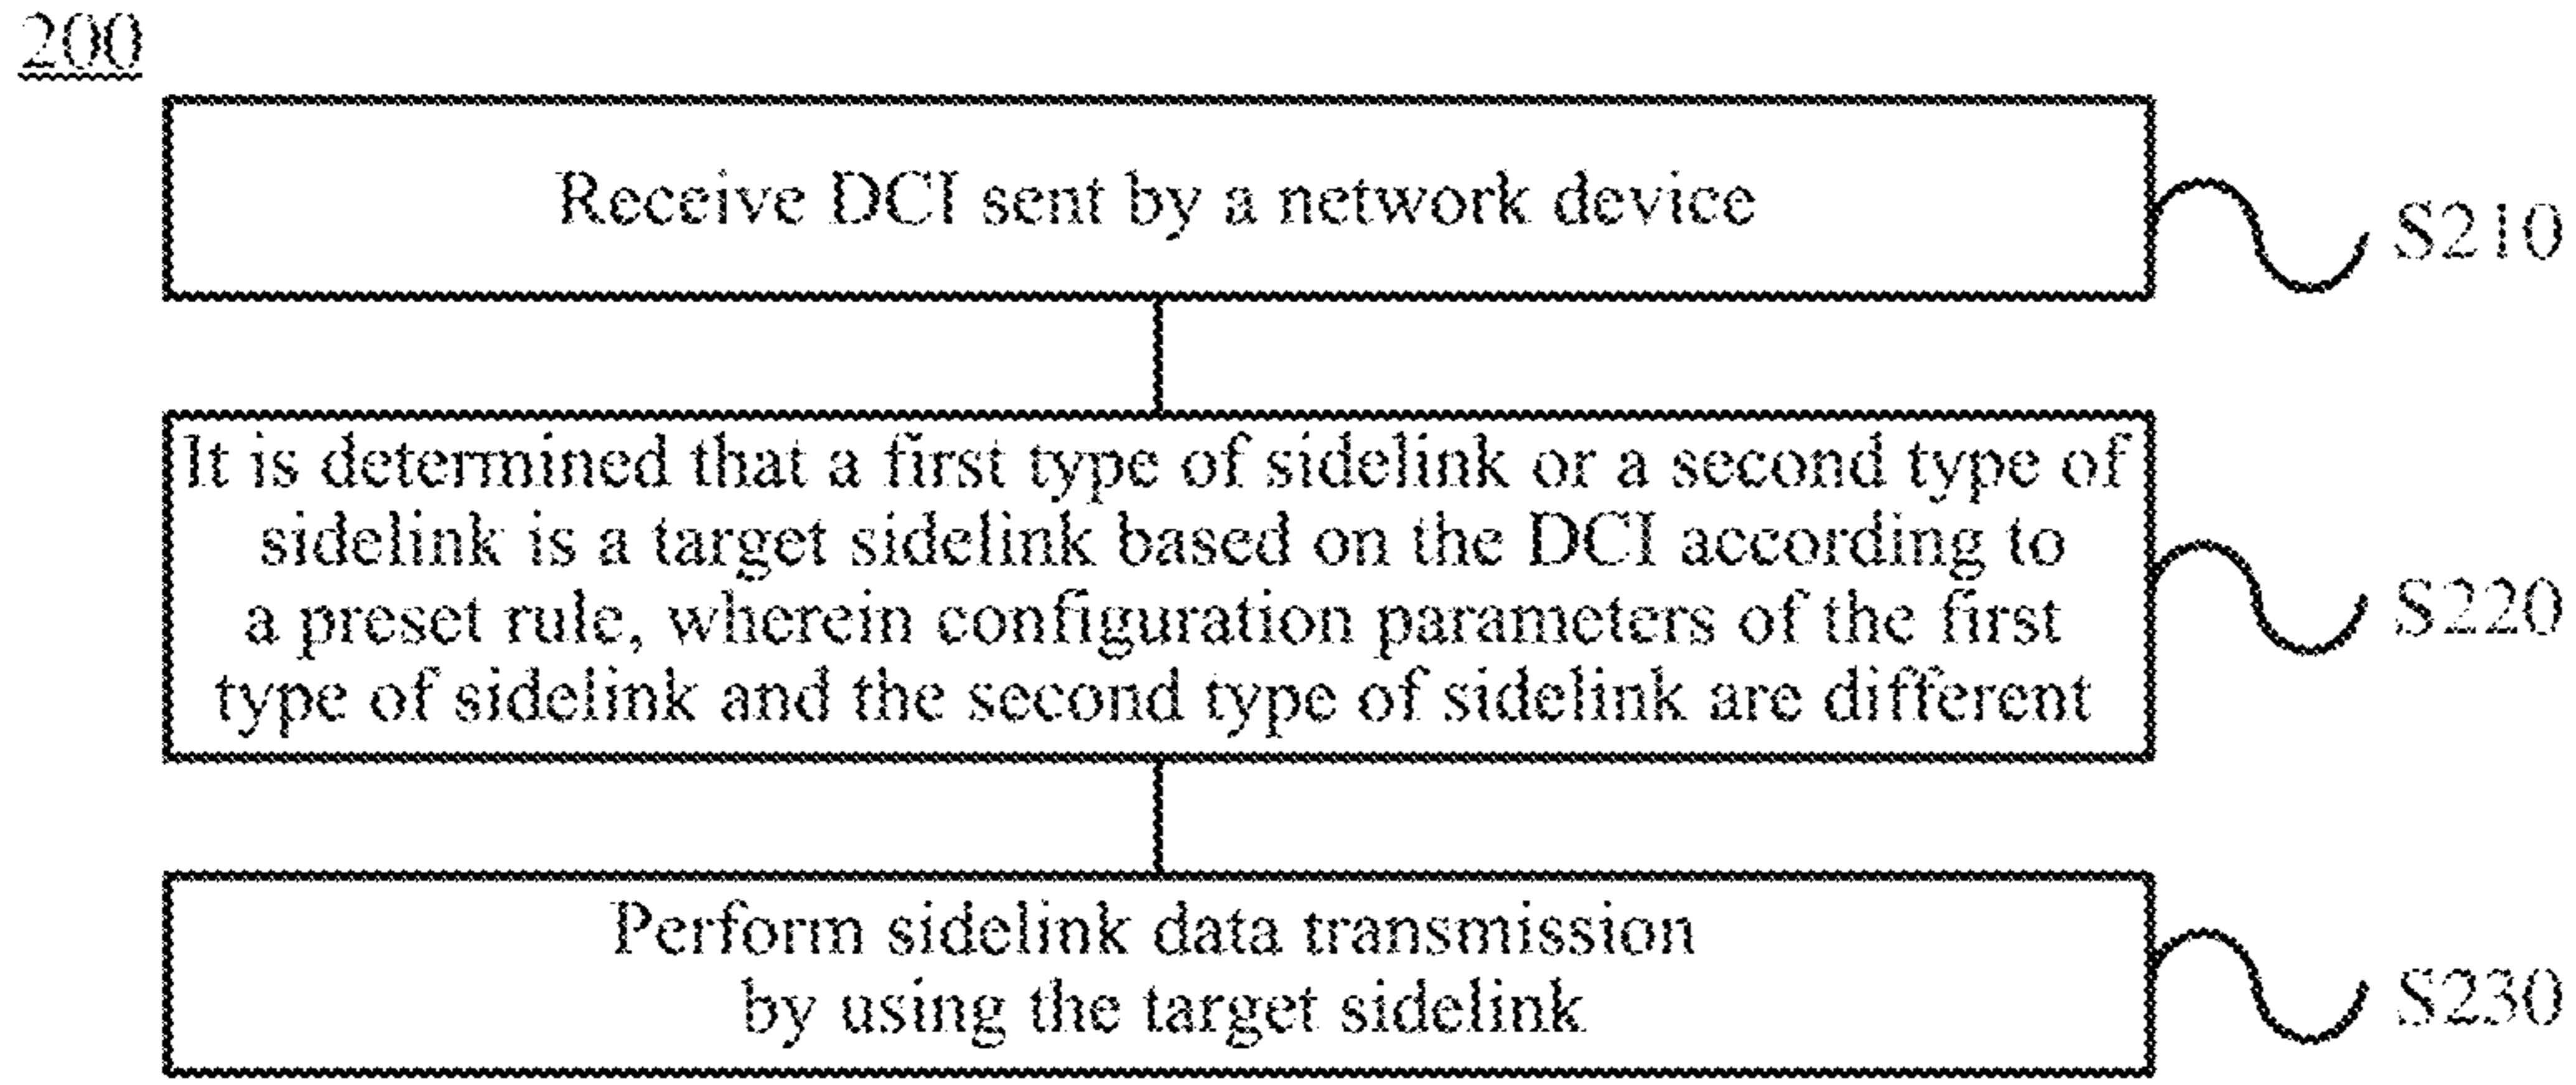 200
Receive DCI sent by a network device
S210
It is determined that a first type of sidelink or a second type of
sidelink is a target sidelink based on the DCI according to
a preset rule, wherein configuration parameters of the first
type of sidelink and the second type of sidelink are different
S220
Perform sidelink data transmission
by using the target sidelink
S230